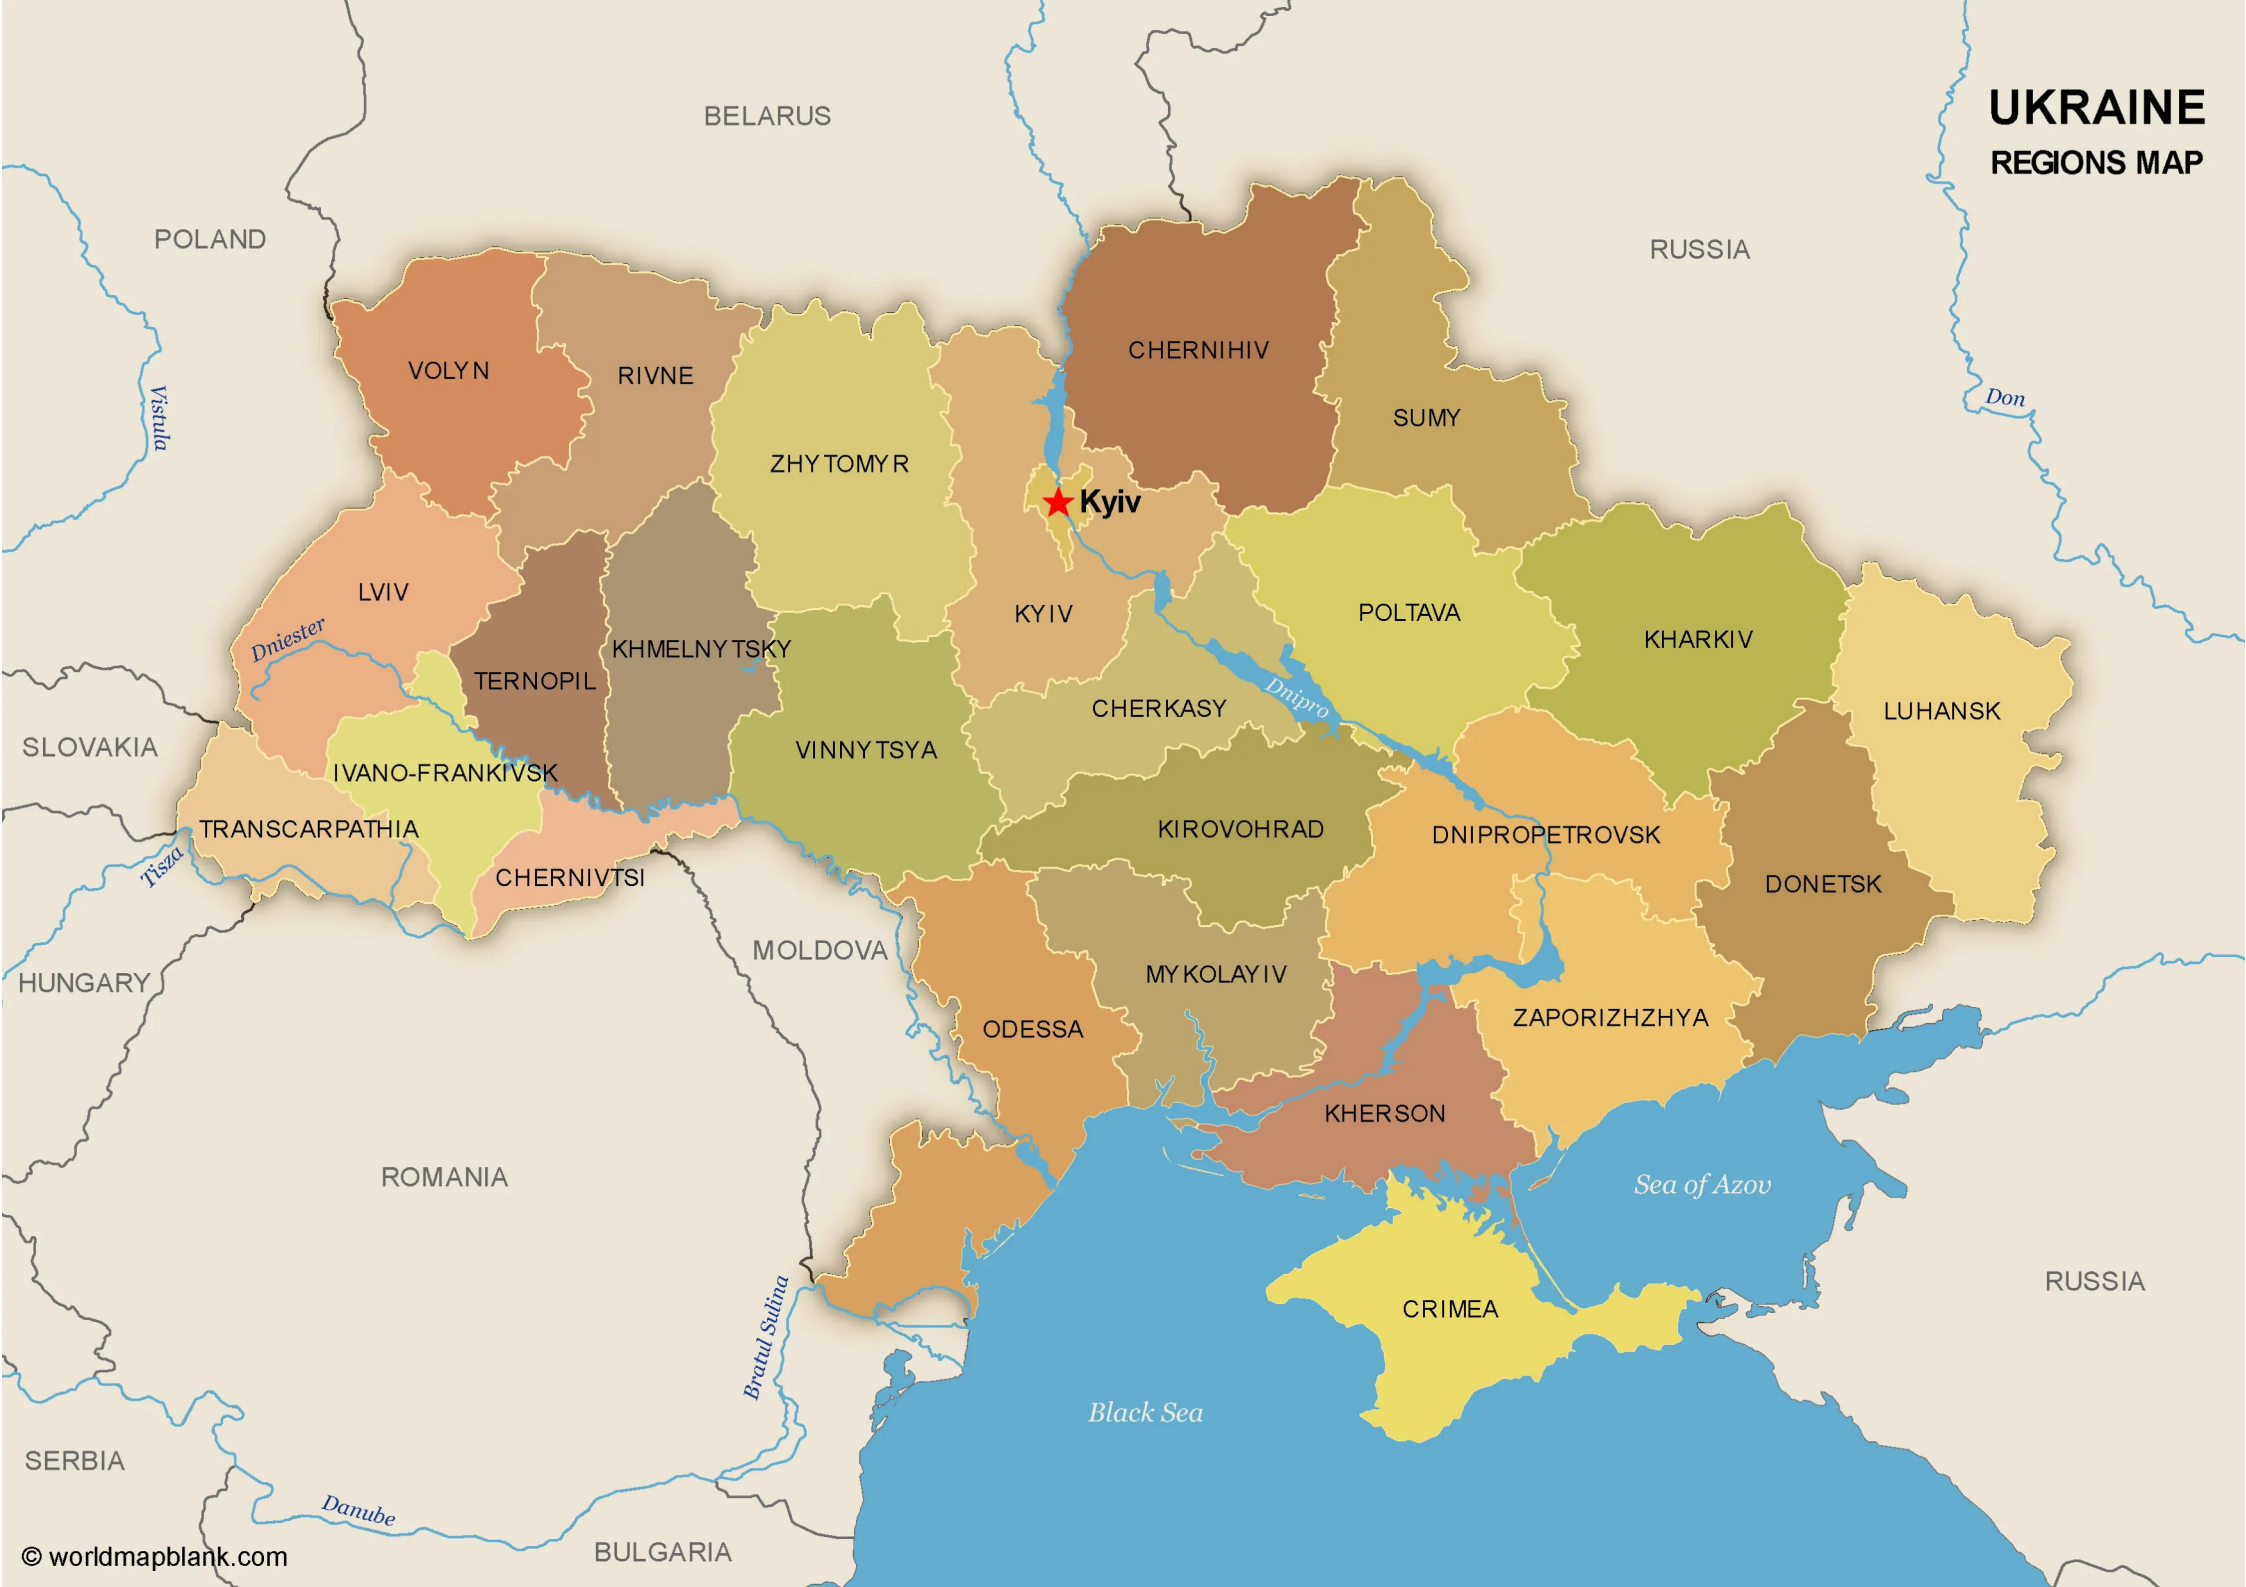 BELARUS
UKRAINE
REGIONS MAP
POLAND
RUSSIA
VOLYN
RIVNE
CHERNIHIV
Vistula
Don
SUMY
ZHYTOMYR
Kyiv
LVIV
Dniester
KYIV
POLTAVA
KHARKIV
KHMELNYTSKY
TERNOPIL
CHERKASY
Dnipro
LUHANSK
SLOVAKIA
VINNYTSYA
IVANO-FRANKIVSK
TRANSCARPATHIA
KIROVOHRAD
DNIPROPETROVSK
Tisza
CHERNIVTSI
DONETSK
MOLDOVA
HUNGARY
MYKOLAYIV
ODESSA
ZAPORIZHZHYA
KHERSON
ROMANIA
Sea of Azov
RUSSIA
CRIMEA
Bratul Sulina
Black Sea
SERBIA
Danube
BULGARIA
© worldmapblank.com